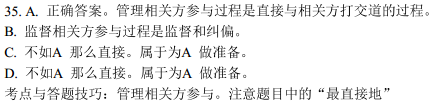 35. A. 正确答案。管理相关方参与过程是直接与相关方打交道的过程。
B. 监督相关方参与过程是监督和纠偏。
C. 不如A 那么直接。属于为A 做准备。
D. 不如A 那么直接。属于为A 做准备。
考点与答题技巧：管理相关方参与。注意题目中的“最直接地”